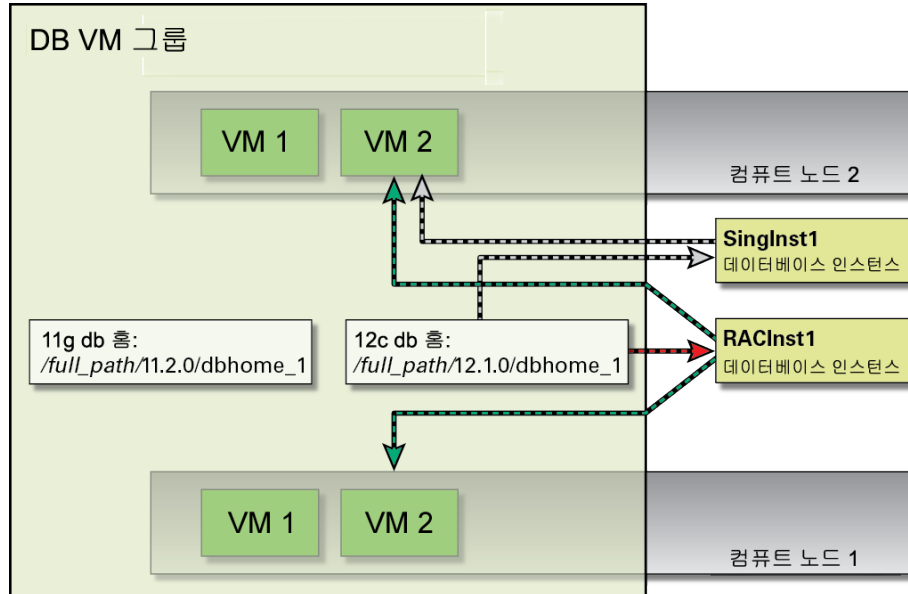 DB VM 그룹
VM 1
VM 2
컴퓨트 노드 2
SingInst1
데이터베이스 인스턴스
11g db 홈:
/full_path/11.2.0/dbhome_1
12c db 홈:
/full_path/12.1.0/dbhome_1
RACInst1
데이터베이스 인스턴스
VM 1
VM 2
컴퓨트 노드 1